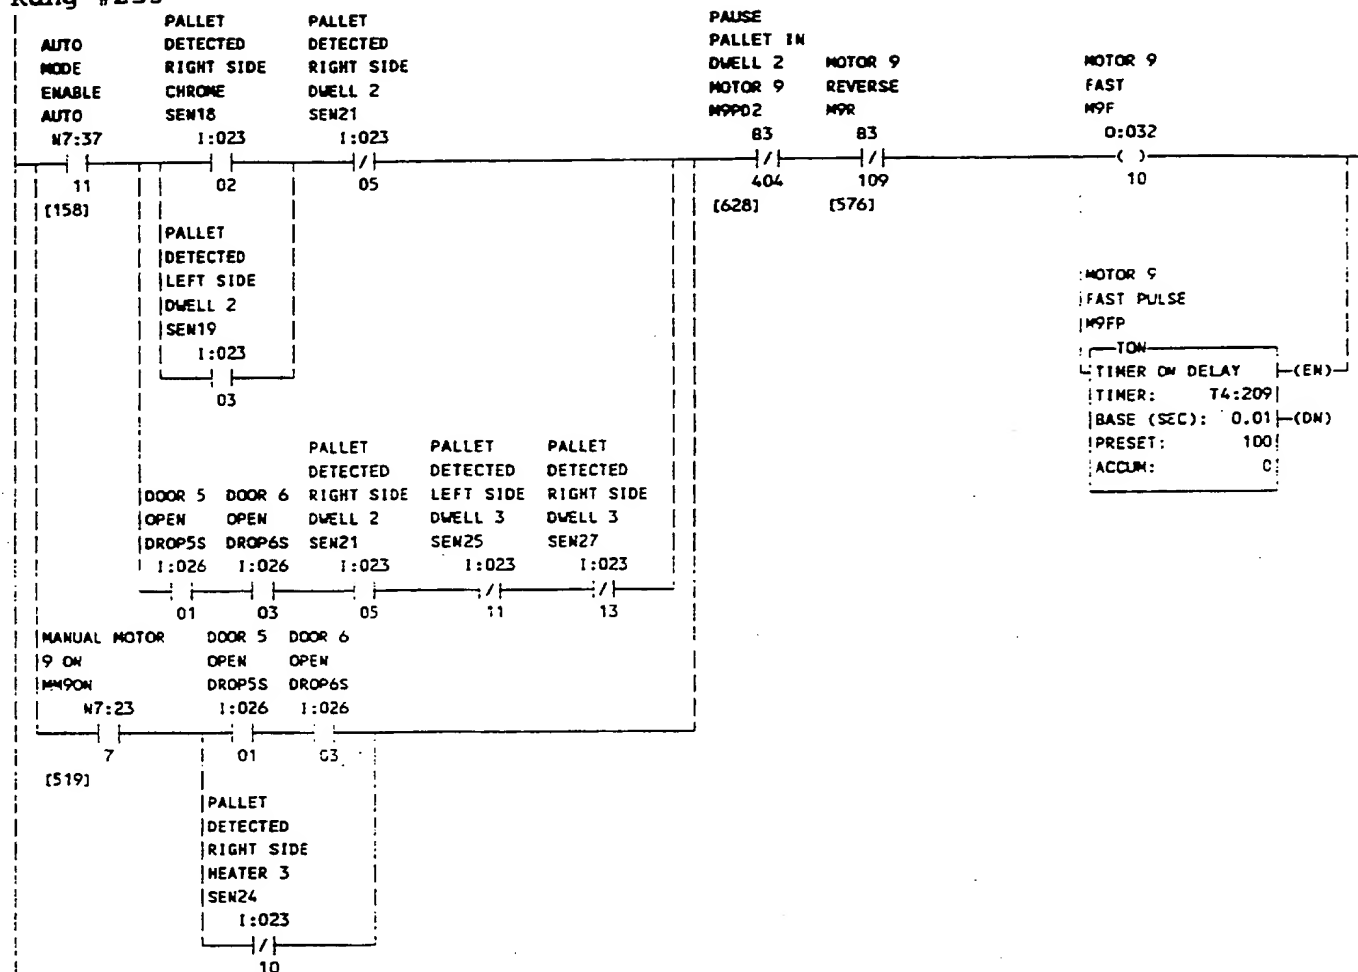 PALLET PALLET PAUSE
AUTO DETECTED DETECTED PALLET IN
MODE RIGHT SIDE RIGHT SIDE DWELL 2 MOTOR 9 MOTOR 9
ENABLE CHROME DWELL 2 MOTOR 9 REVERSE FAST
AUTO SEN18 SEN21 M9PD2 M9R M9F
N7:37 I:023 I:023 B3 B3 O:032
11 02 05 404 109 10
[158] [628] [576]
PALLET
DETECTED
LEFT SIDE
DWELL 2
SEN19
I:023
03
MOTOR 9
FAST PULSE
M9FP
TON
TIMER ON DELAY (EN)
TIMER: T4:209
BASE (SEC): 0.01 (DN)
PRESET: 100
ACCUM: 0
PALLET PALLET PALLET
DETECTED DETECTED DETECTED
DOOR 5 DOOR 6 RIGHT SIDE LEFT SIDE RIGHT SIDE
OPEN OPEN DWELL 2 DWELL 3 DWELL 3
DROP5S DROP6S SEN21 SEN25 SEN27
I:026 I:026 I:023 I:023 I:023
01 03 05 11 13
MANUAL MOTOR DOOR 5 DOOR 6
9 ON OPEN OPEN
MM9ON DROP5S DROP6S
N7:23 I:026 I:026
7 01 03
[519]
PALLET
DETECTED
RIGHT SIDE
HEATER 3
SEN24
I:023
10